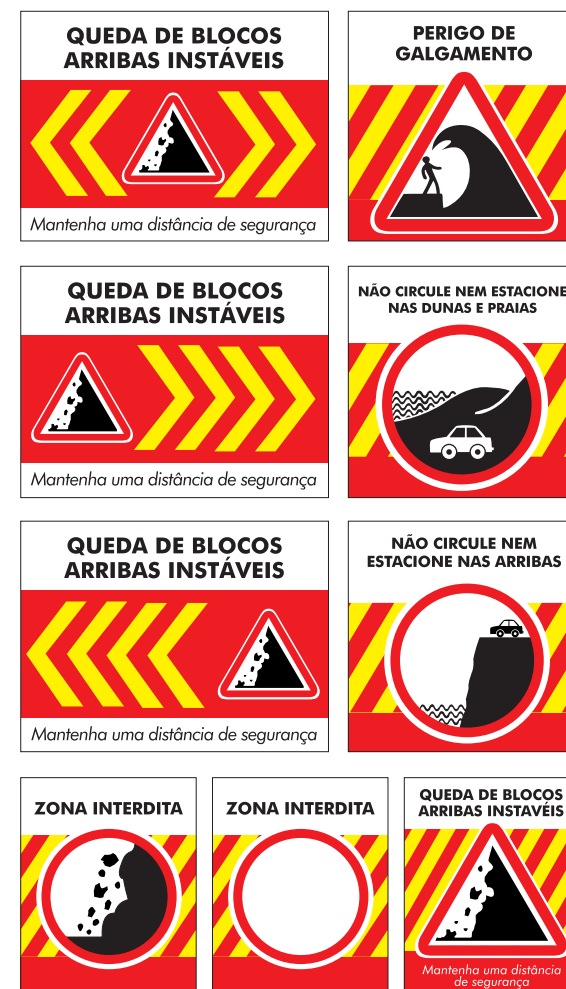 QUEDA DE BLOCOS
ARRIBAS INSTÁVEIS
Mantenha uma distância de segurança
PERIGO DE
GALGAMENTO
QUEDA DE BLOCOS
ARRIBAS INSTÁVEIS
Mantenha uma distância de segurança
NÃO CIRCULE NEM ESTACIONE
NAS DUNAS E PRAIAS
QUEDA DE BLOCOS
ARRIBAS INSTÁVEIS
Mantenha uma distância de segurança
NÃO CIRCULE NEM
ESTACIONE NAS ARRIBAS
ZONA INTERDITA
ZONA INTERDITA
QUEDA DE BLOCOS
ARRIBAS INSTAVÉIS
Mantenha uma distância
de segurança